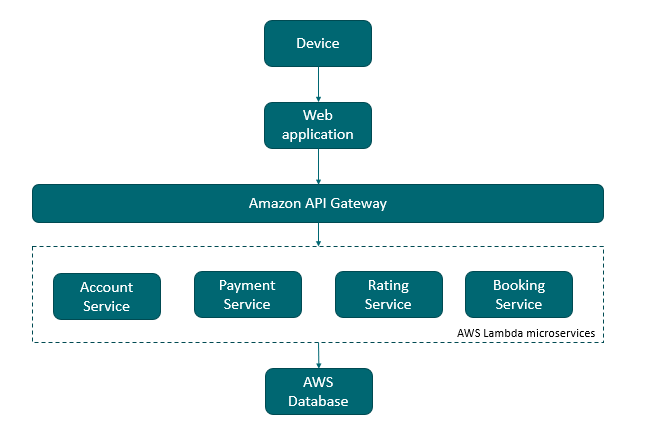 Device
Web
application
Amazon API Gateway
Account
Service
Payment
Service
Rating
Service
Booking
Service
AWS Lambda microservices
AWS
Database